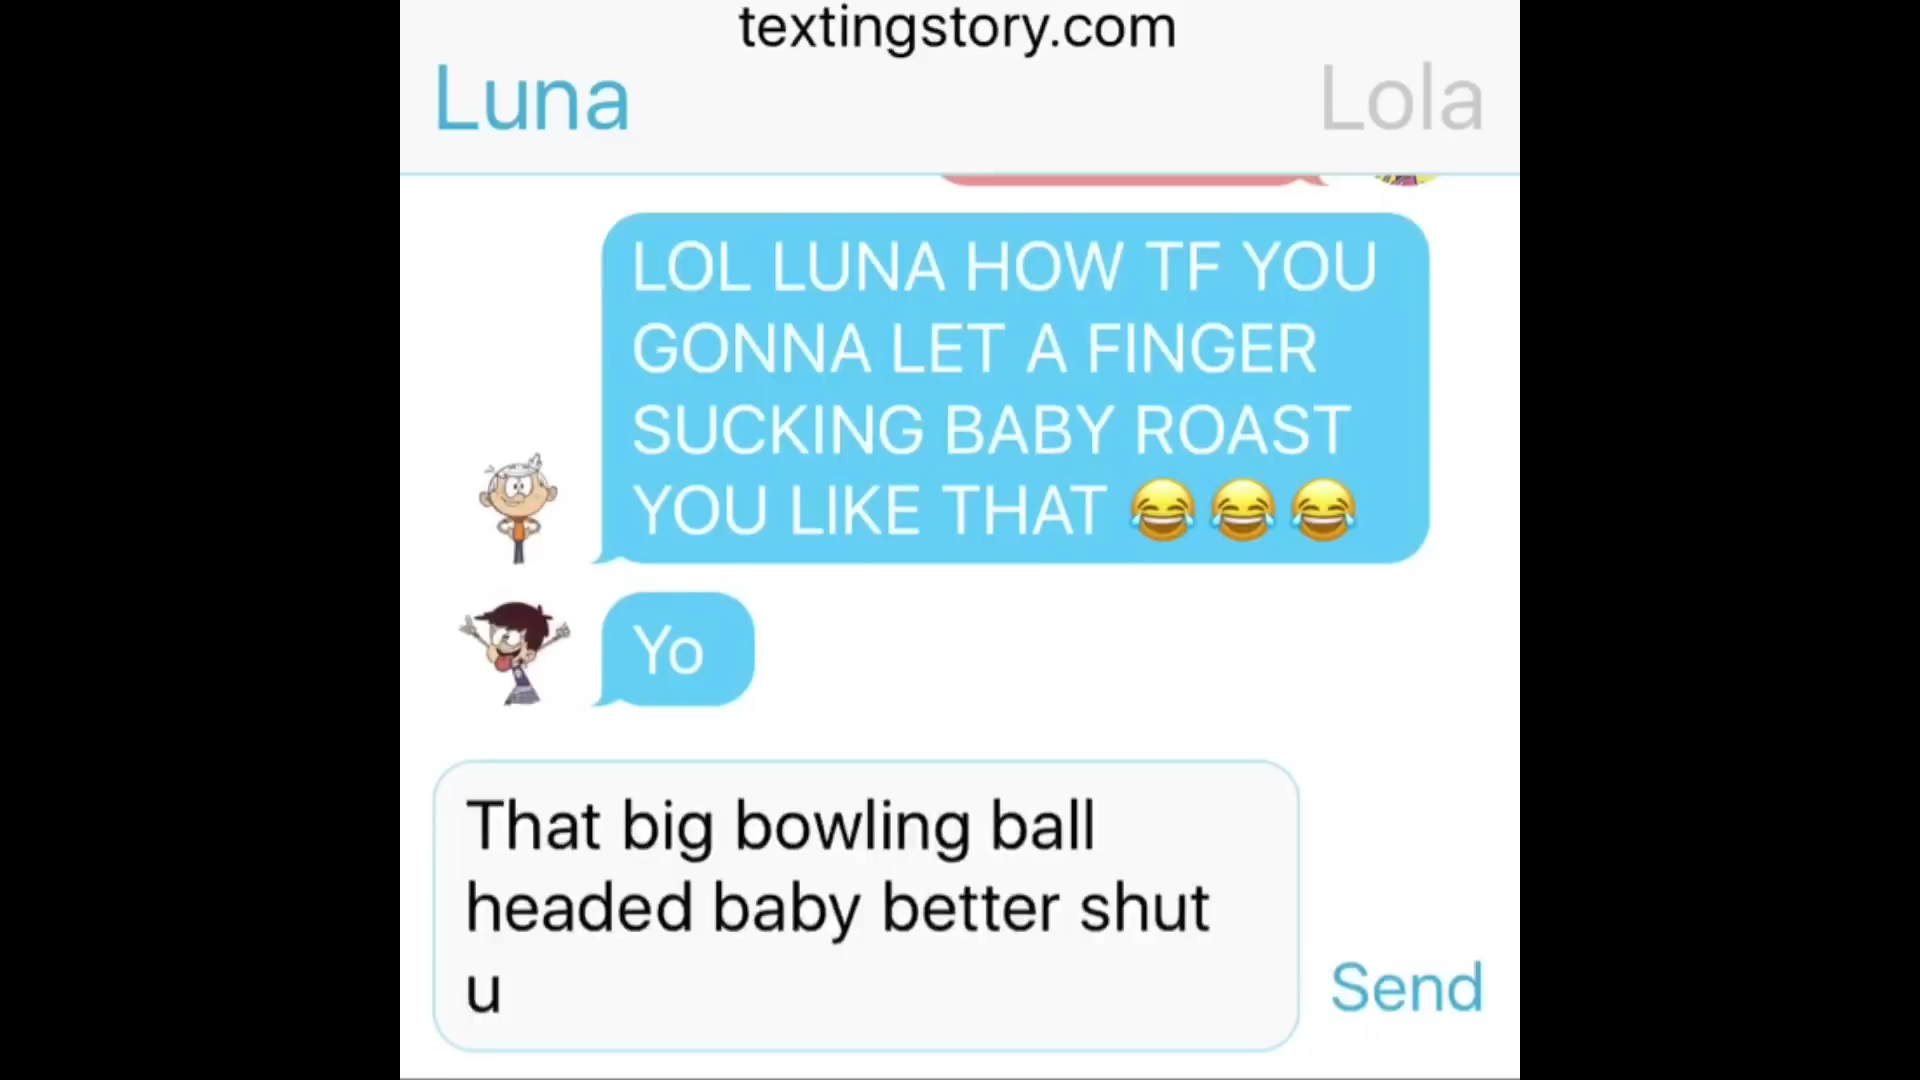 textingstory.com
Luna
Lola
LOL LUNA HOW TF YOU
GONNA LET A FINGER
SUCKING BABY ROAST
YOU LIKE THAT 😂😂😂
Yo
That big bowling ball
headed baby better shut
u
Send